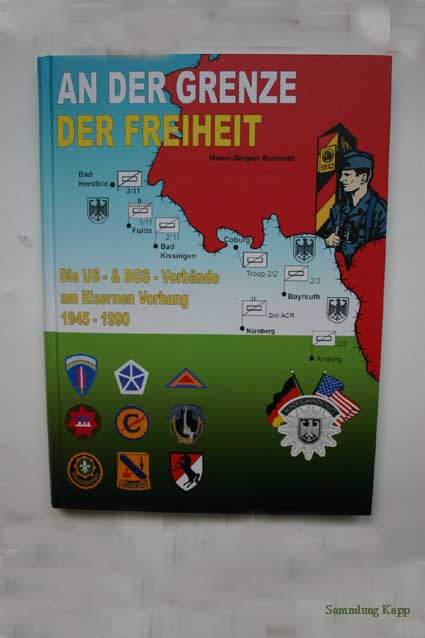 AN DER GRENZE
DER FREIHEIT
Hans-Jürgen Schmidt
Bad
Hersfeld
3/11
II
1/11
Fulda
2/11
Bad
Kissingen
Coburg
Troop 2/2
2/2
Bayreuth
II
2nd ACR
Nürnberg
3/2
Amberg
Die US - & BGS - Verbände
am Eisernen Vorhang
1945 - 1990
Sammlung Kapp